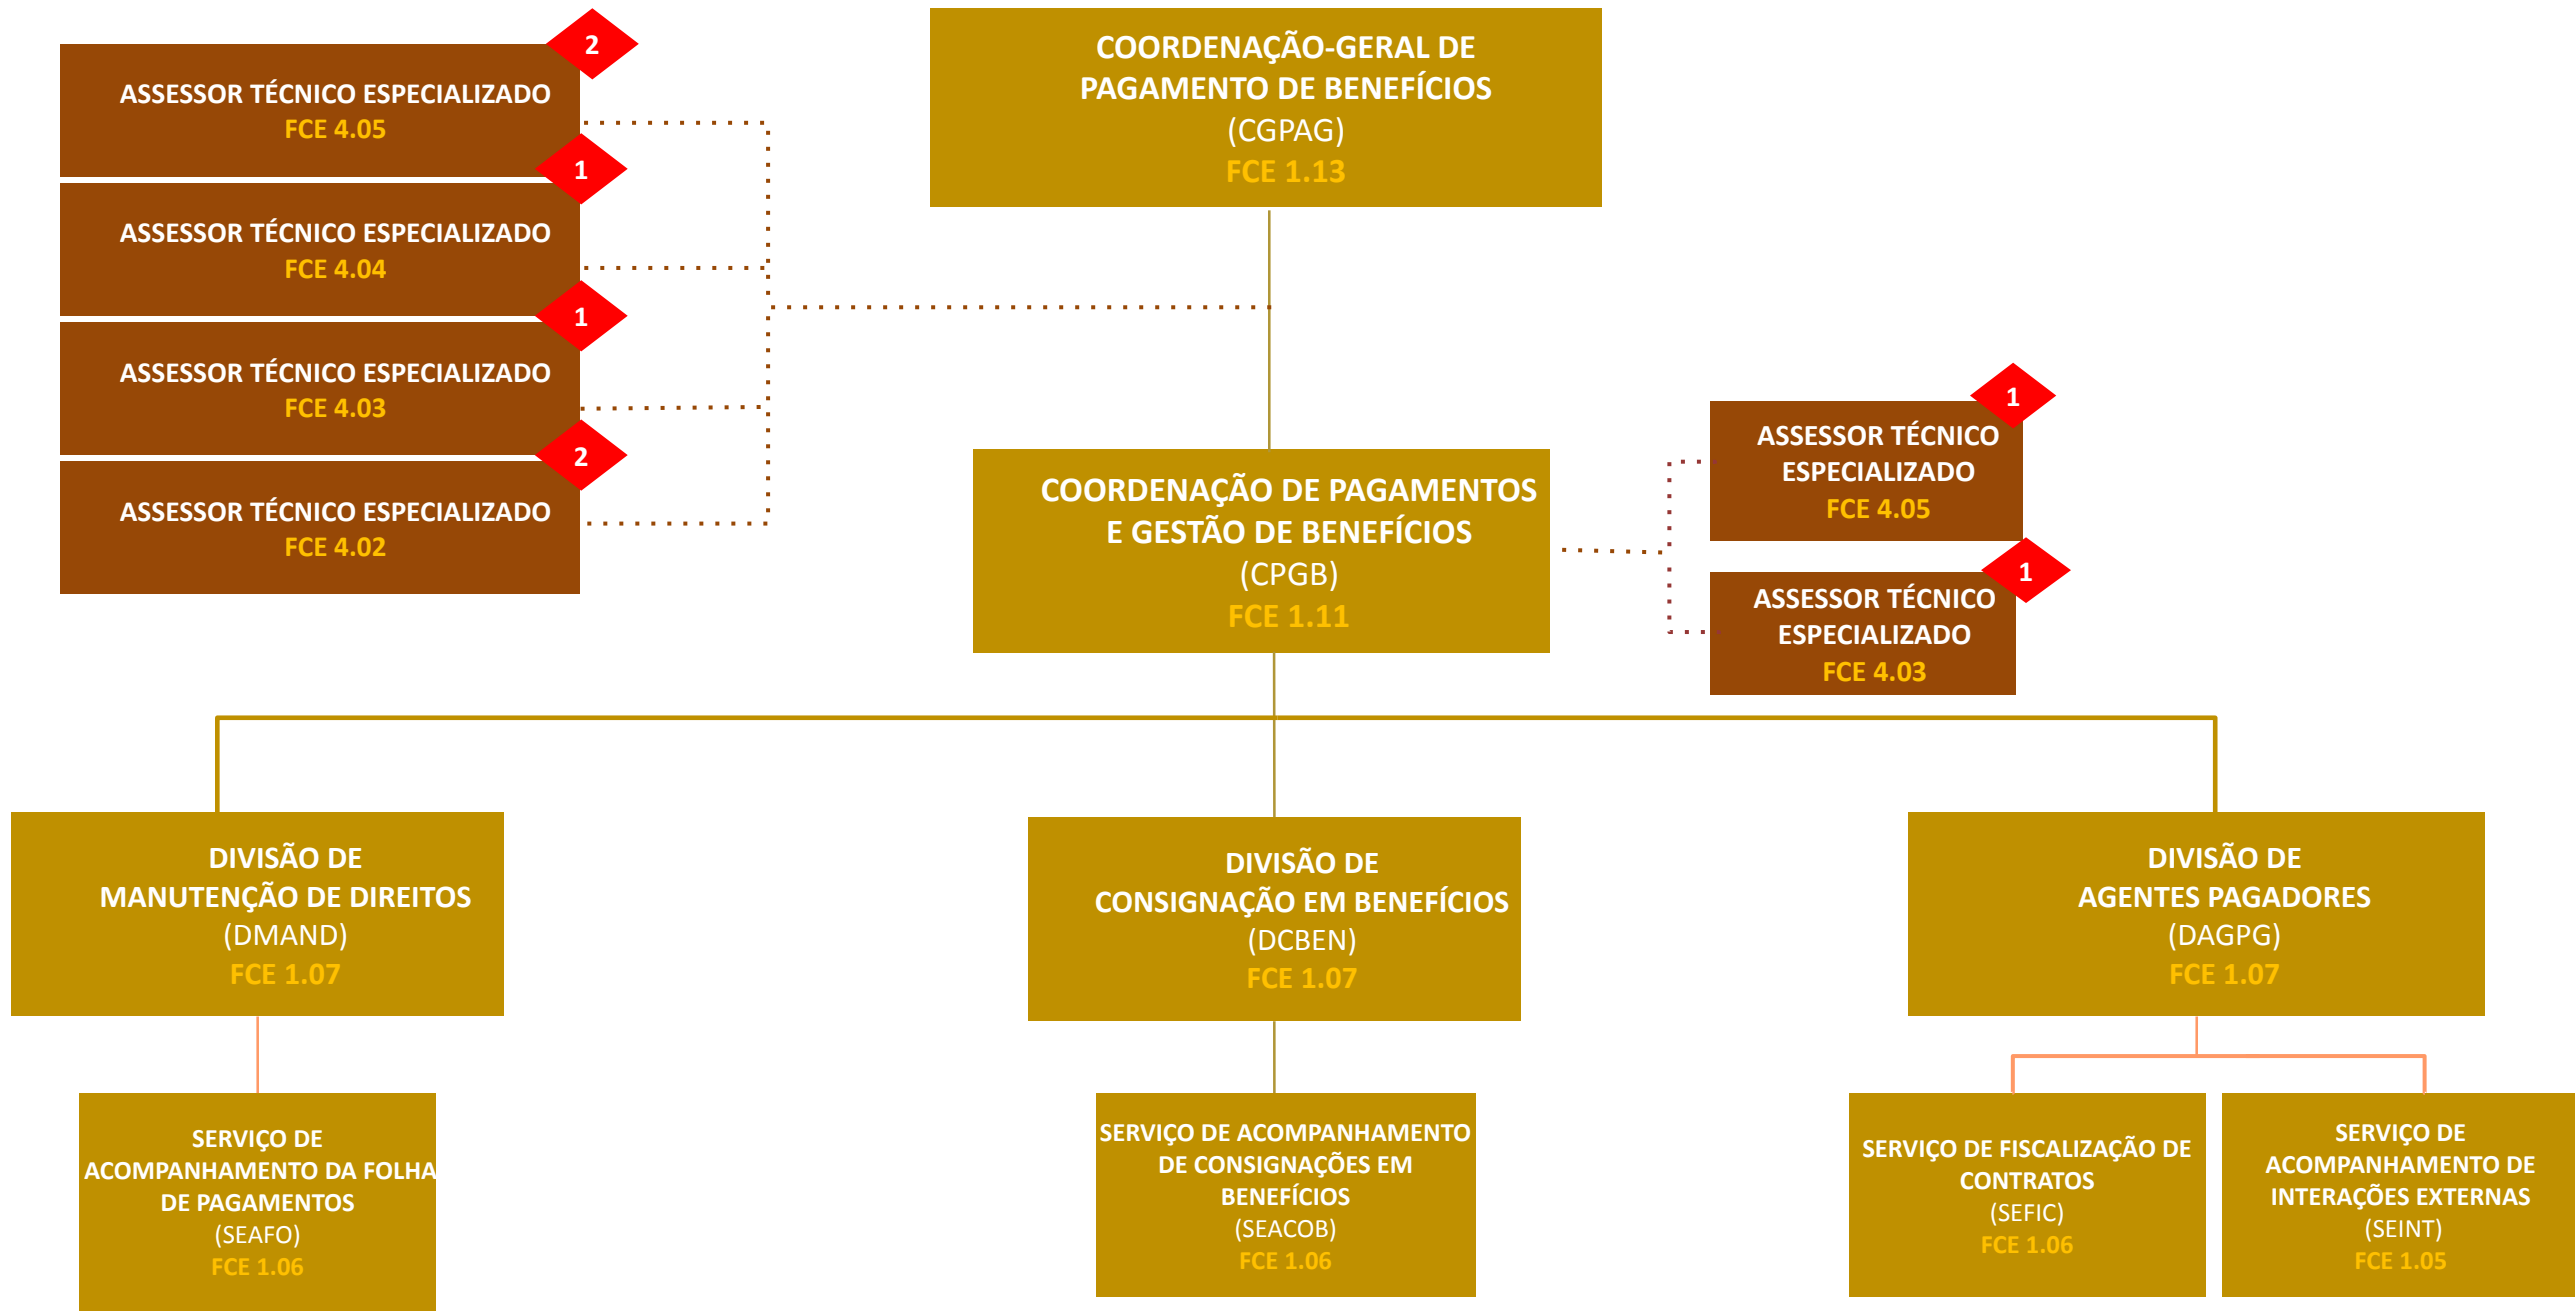 COORDENAÇÃO-GERAL DE
PAGAMENTO DE BENEFÍCIOS
(CGPAG)
FCE 1.13
2
ASSESSOR TÉCNICO ESPECIALIZADO
FCE 4.05
1
ASSESSOR TÉCNICO ESPECIALIZADO
FCE 4.04
1
ASSESSOR TÉCNICO ESPECIALIZADO
FCE 4.03
2
ASSESSOR TÉCNICO ESPECIALIZADO
FCE 4.02
COORDENAÇÃO DE PAGAMENTOS
E GESTÃO DE BENEFÍCIOS
(CPGB)
FCE 1.11
1
ASSESSOR TÉCNICO
ESPECIALIZADO
FCE 4.05
1
ASSESSOR TÉCNICO
ESPECIALIZADO
FCE 4.03
DIVISÃO DE
MANUTENÇÃO DE DIREITOS
(DMAND)
FCE 1.07
DIVISÃO DE
CONSIGNAÇÃO EM BENEFÍCIOS
(DCBEN)
FCE 1.07
DIVISÃO DE
AGENTES PAGADORES
(DAGPG)
FCE 1.07
SERVIÇO DE
ACOMPANHAMENTO DA FOLHA
DE PAGAMENTOS
(SEAFO)
FCE 1.06
SERVIÇO DE ACOMPANHAMENTO
DE CONSIGNAÇÕES EM
BENEFÍCIOS
(SEACOB)
FCE 1.06
SERVIÇO DE FISCALIZAÇÃO DE
CONTRATOS
(SEFIC)
FCE 1.06
SERVIÇO DE
ACOMPANHAMENTO DE
INTERAÇÕES EXTERNAS
(SEINT)
FCE 1.05